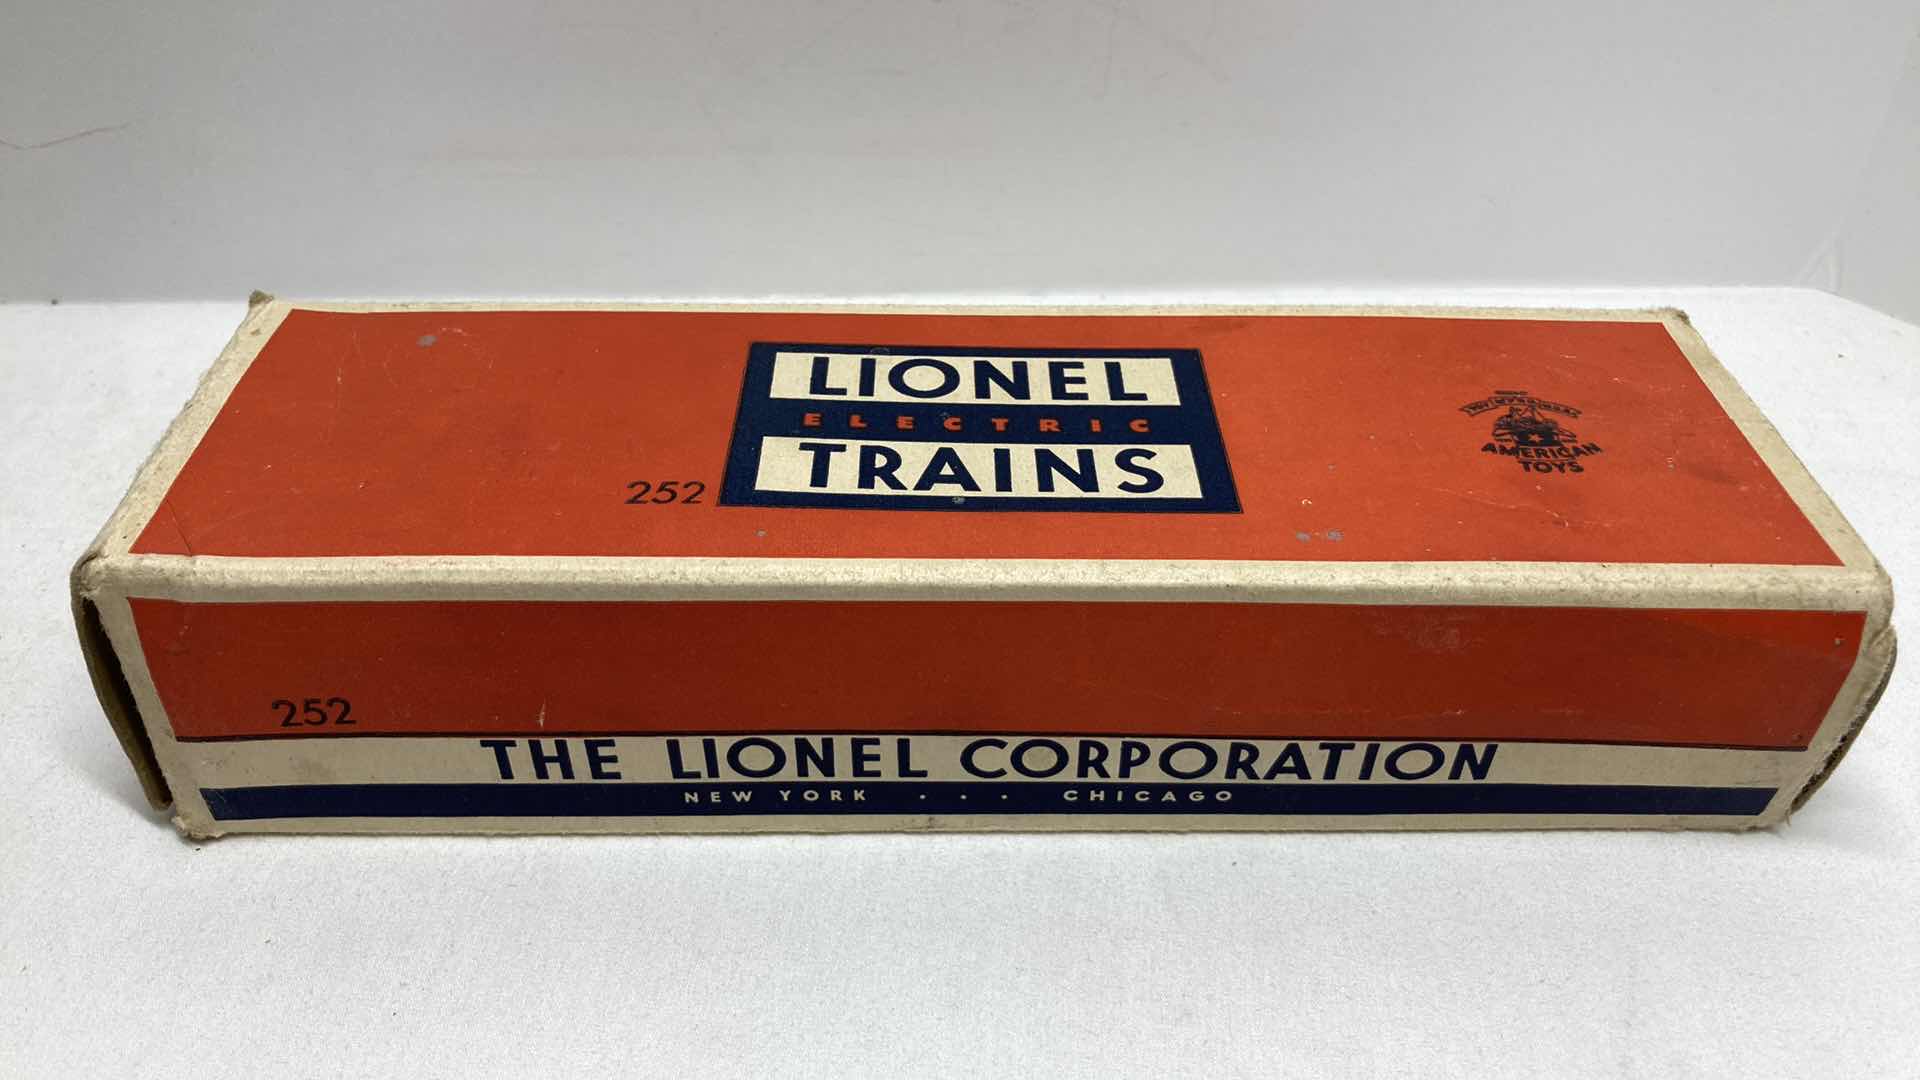 LIONEL
ELECTRIC
TRAINS
252
AMERICAN
TOYS
252
THE LIONEL CORPORATION
NEW YORK . . . CHICAGO